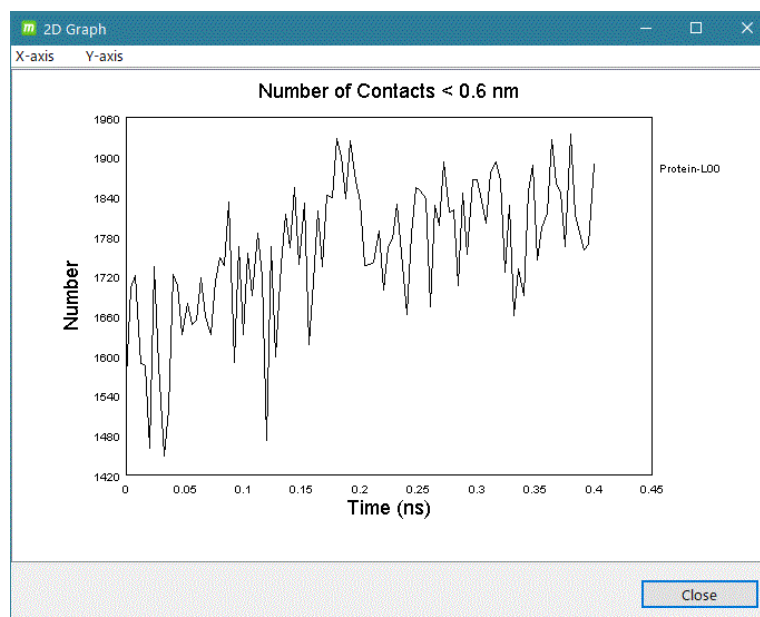 m 2D Graph
X-axis Y-axis
Number of Contacts < 0.6 nm
1960
1900
1840
1780
1720
1660
1600
1540
1480
1420
Number
Protein-L00
0 0.05 0.1 0.15 0.2 0.25 0.3 0.35 0.4 0.45
Time (ns)
Close